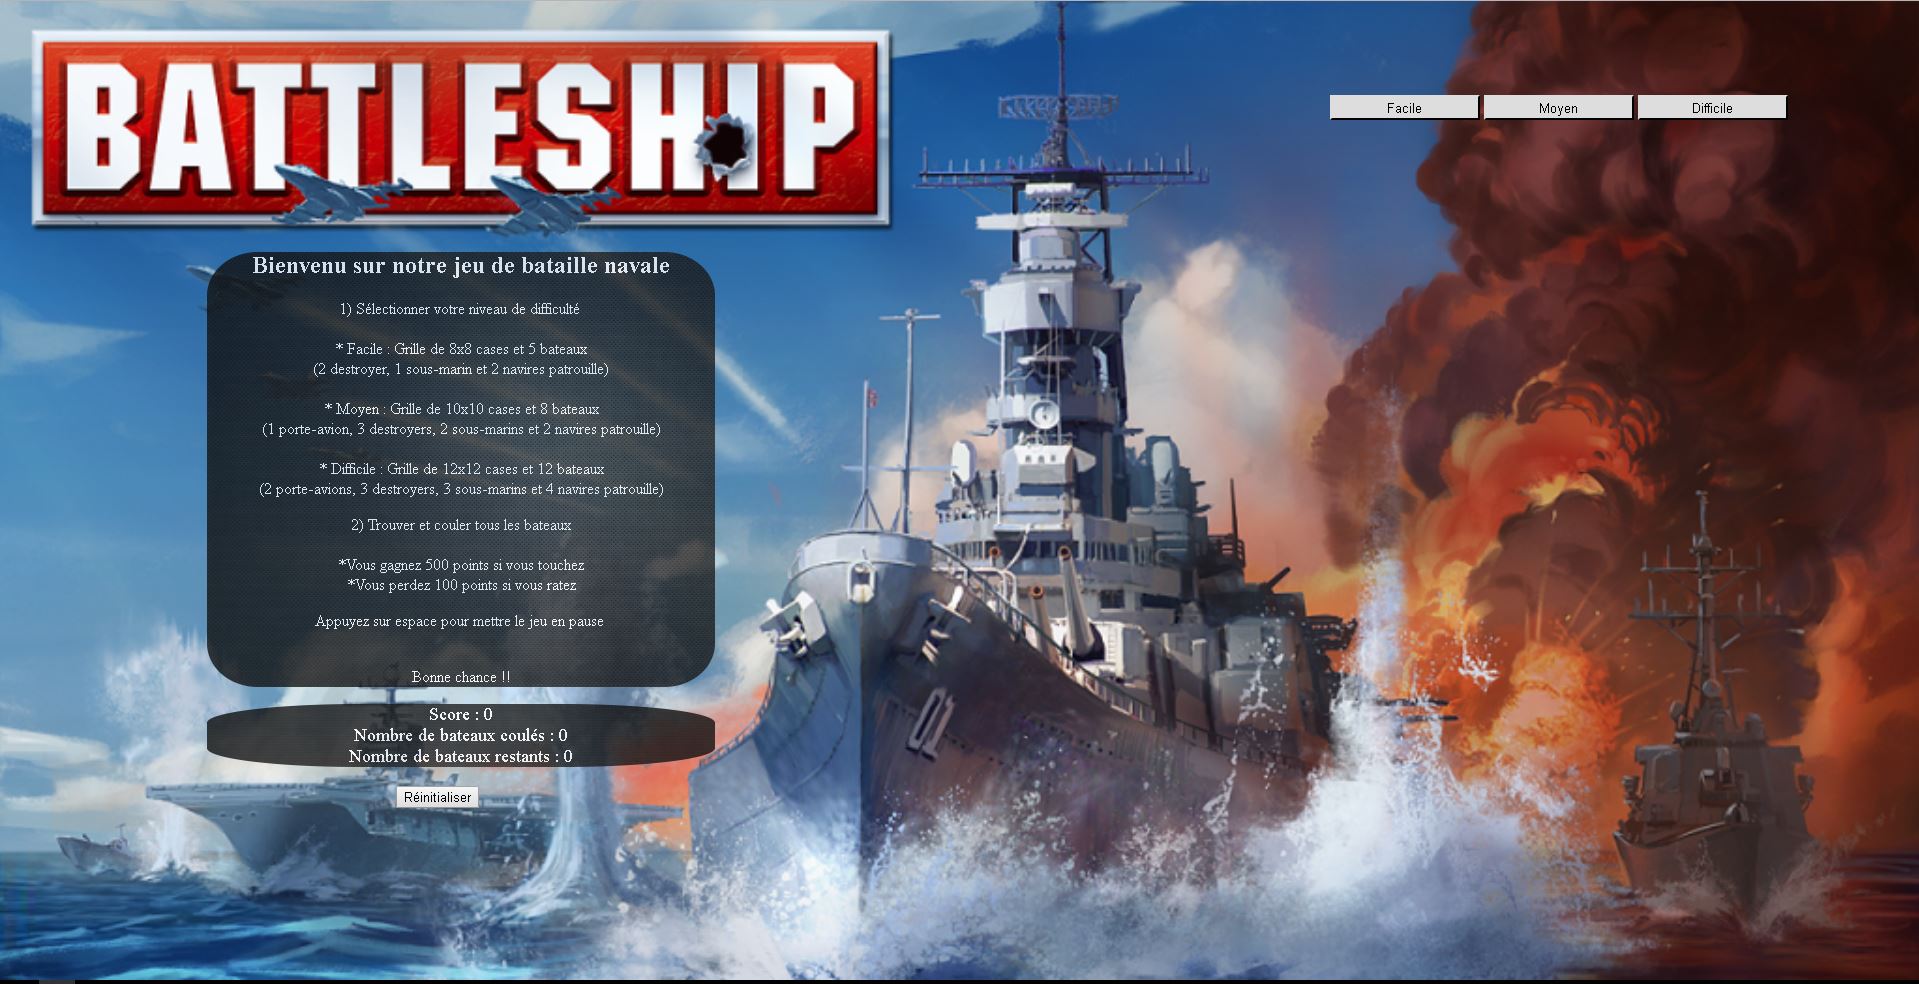 BATTLESHIP
Facile
Moyen
Difficile
Bienvenu sur notre jeu de bataille navale
1) Sélectionner votre niveau de difficulté
* Facile : Grille de 8x8 cases et 5 bateaux
(2 destroyer, 1 sous-marin et 2 navires patrouille)
* Moyen : Grille de 10x10 cases et 8 bateaux
(1 porte-avion, 3 destroyers, 2 sous-marins et 2 navires patrouille)
* Difficile : Grille de 12x12 cases et 12 bateaux
(2 porte-avions, 3 destroyers, 3 sous-marins et 4 navires patrouille)
2) Trouver et couler tous les bateaux
*Vous gagnez 500 points si vous touchez
*Vous perdez 100 points si vous ratez
Appuyez sur espace pour mettre le jeu en pause
Bonne chance !!
Score : 0
Nombre de bateaux coulés : 0
Nombre de bateaux restants : 0
Réinitialiser